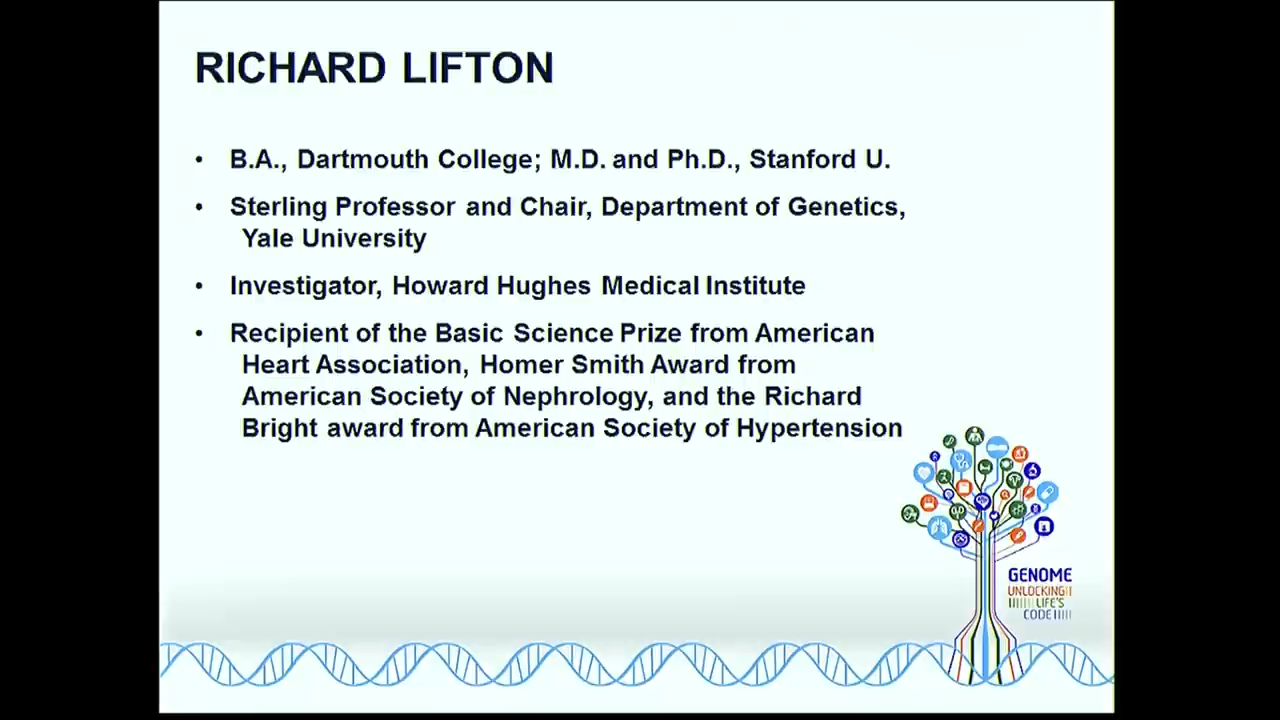 RICHARD LIFTON
• B.A., Dartmouth College; M.D. and Ph.D., Stanford U.
• Sterling Professor and Chair, Department of Genetics,
Yale University
• Investigator, Howard Hughes Medical Institute
• Recipient of the Basic Science Prize from American
Heart Association, Homer Smith Award from
American Society of Nephrology, and the Richard
Bright award from American Society of Hypertension
GENOME
UNLOCKING
LIFE'S
CODE